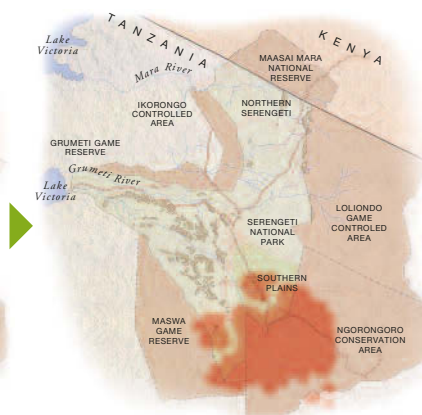 TANZANIA
KENYA
Lake
Victoria
Mara River
MAASAI MARA
NATIONAL
RESERVE
IKORONGO
CONTROLLED
AREA
NORTHERN
SERENGETI
GRUMETI GAME
RESERVE
Grumeti River
Lake
Victoria
LOLIONDO
GAME
CONTROLED
AREA
SERENGETI
NATIONAL
PARK
SOUTHERN
PLAINS
MASWA
GAME
RESERVE
NGORONGORO
CONSERVATION
AREA